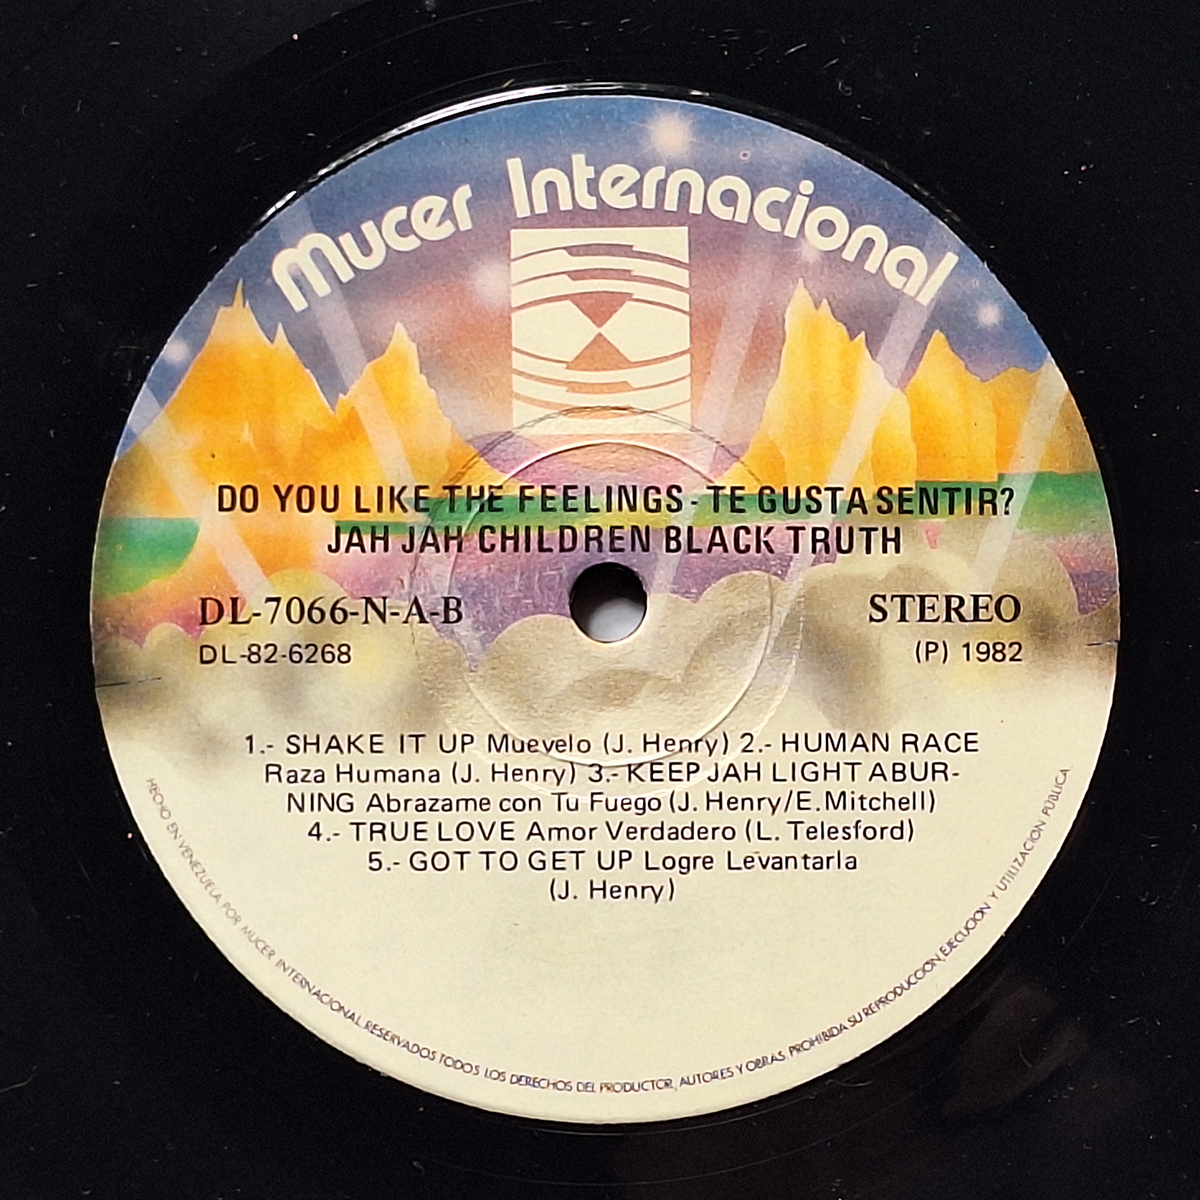 Mucer Internacional
DO YOU LIKE THE FEELINGS - TE GUSTA SENTIR?
JAH JAH CHILDREN BLACK TRUTH
DL-7066-N-A-B
STEREO
DL-82-6268
(P) 1982
1.- SHAKE IT UP Muevelo (J. Henry) 2.- HUMAN RACE
Raza Humana (J. Henry) 3.- KEEP JAH LIGHT ABUR-
NING Abrazame con Tu Fuego (J. Henry/E. Mitchell)
4.- TRUE LOVE Amor Verdadero (L. Telesford)
5.- GOT TO GET UP Logre Levantarla
(J. Henry)
HECHO EN VENEZUELA POR MUCER INTERNACIONAL RESERVADOS TODOS LOS DERECHOS DEL PRODUCTOR, AUTORES Y OBRAS. PROHIBIDA SU REPRODUCCION, EJECUCION Y UTILIZACION PÚBLICA